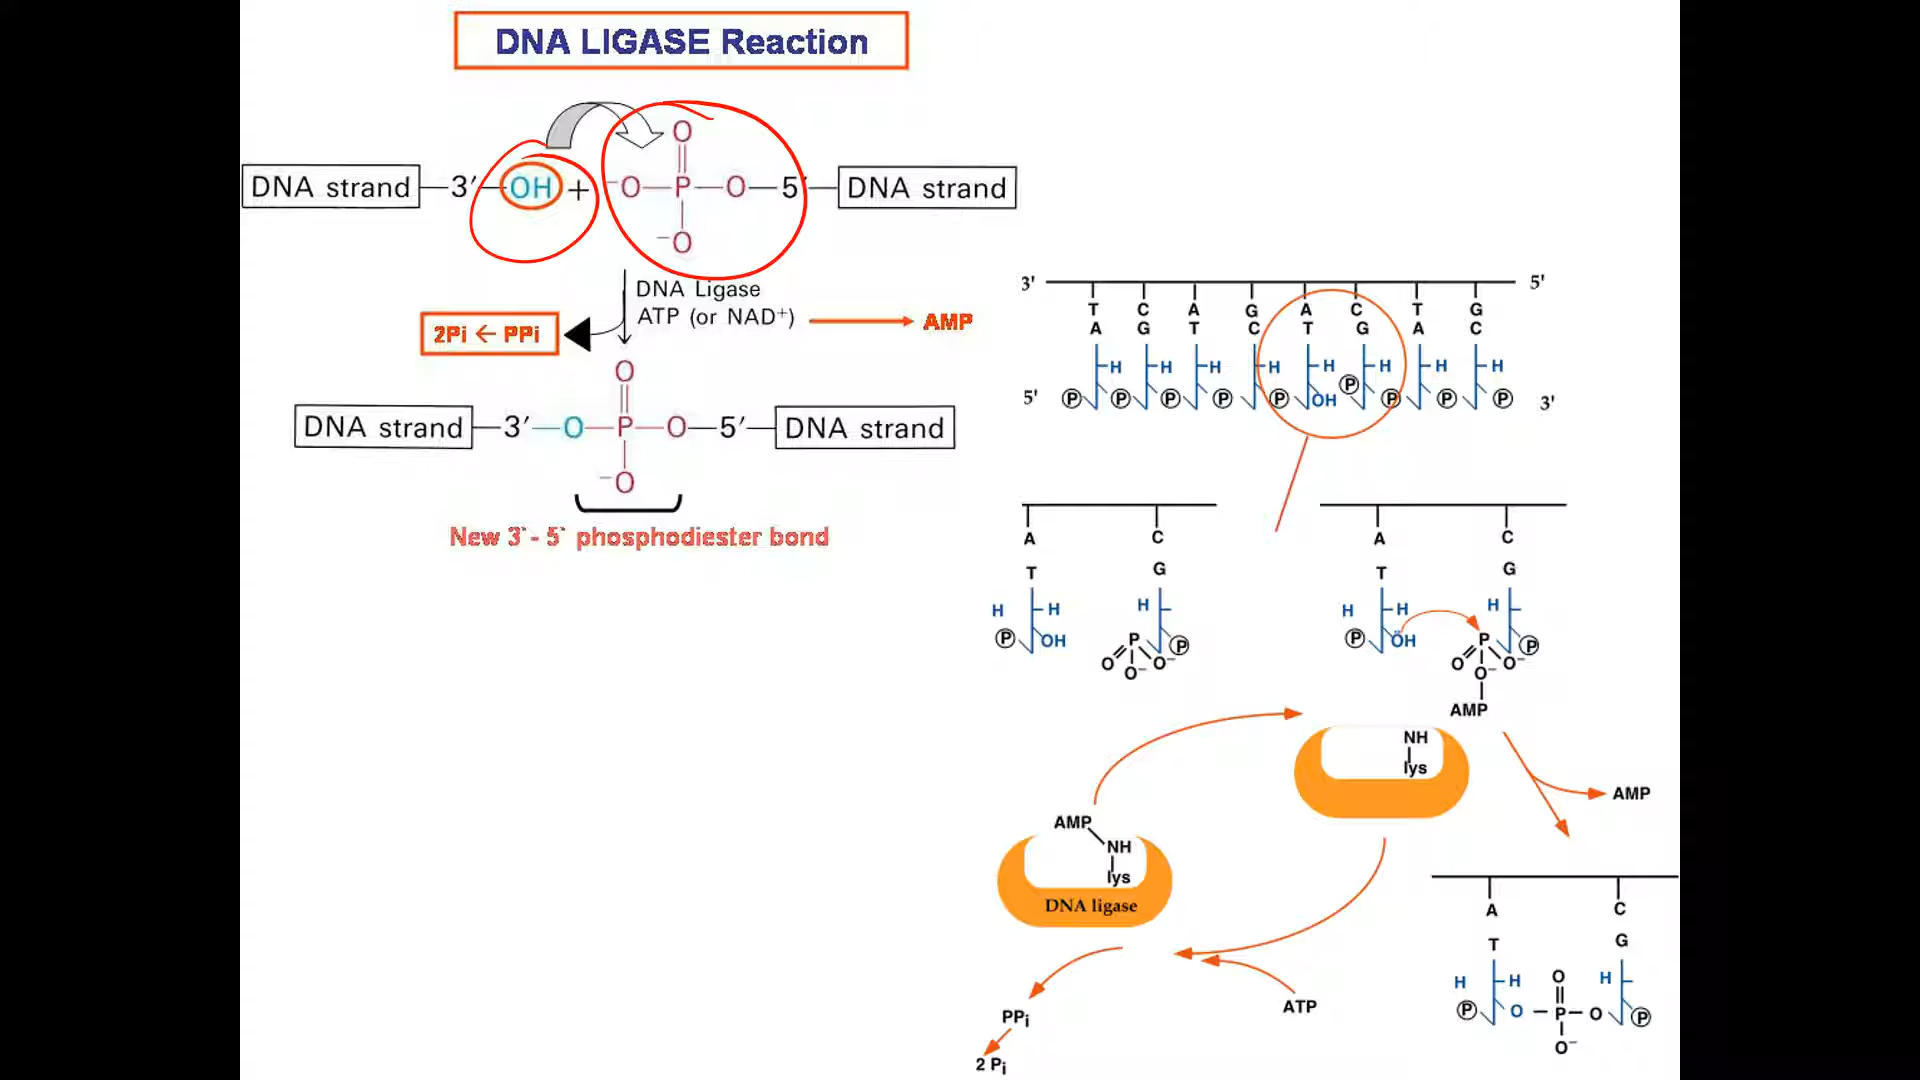 DNA LIGASE Reaction
DNA strand 3′ OH + ⁻O P O 5′ DNA strand
O
⁻O
DNA Ligase
ATP (or NAD⁺) → AMP
2Pi ← PPi
O
DNA strand 3′ O P O 5′ DNA strand
⁻O
New 3` - 5` phosphodiester bond
3' 5'
T C A G A C T G
A G T C T G A C
H H H H H H H H
5' P P P P P OH P P P P 3'
A C
T G
H H H
P OH P P
O O⁻ O⁻
A C
T G
H H H
P ÖH P P
O O⁻ O⁻
AMP
NH
lys
AMP
AMP
NH
lys
DNA ligase
ATP
PPi
2 Pi
A C
T G
H H O H
P O P O P
O⁻